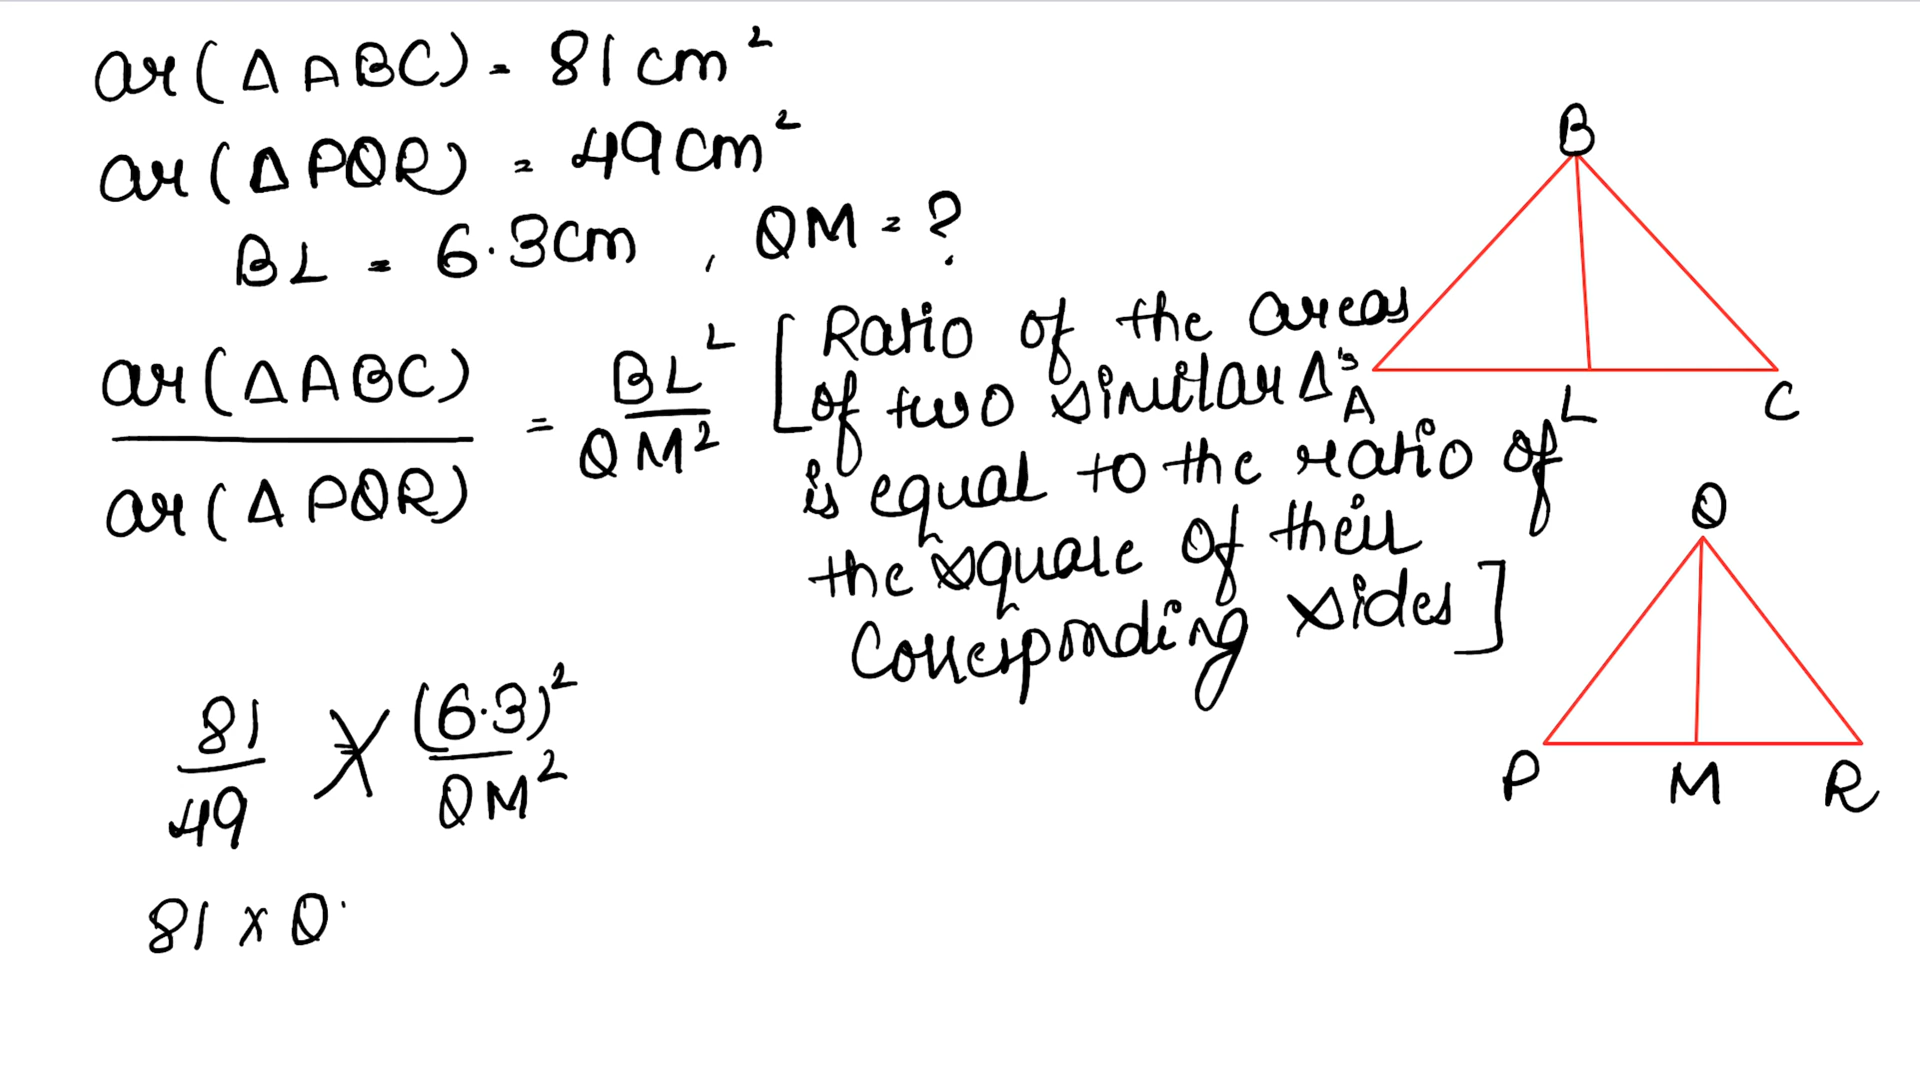 ar(Δ ABC) = 81 cm²
ar(Δ PQR) = 49 cm²
BL = 6.3cm , QM = ?
ar(Δ ABC)
ar(Δ PQR)
=
BL²
QM²
[Ratio of the areas
of two similar Δ's
is equal to the ratio of
the square of their
Corresponding sides]
81
49
=
(6.3)²
QM²
81 x Q
B
A
L
C
Q
P M R